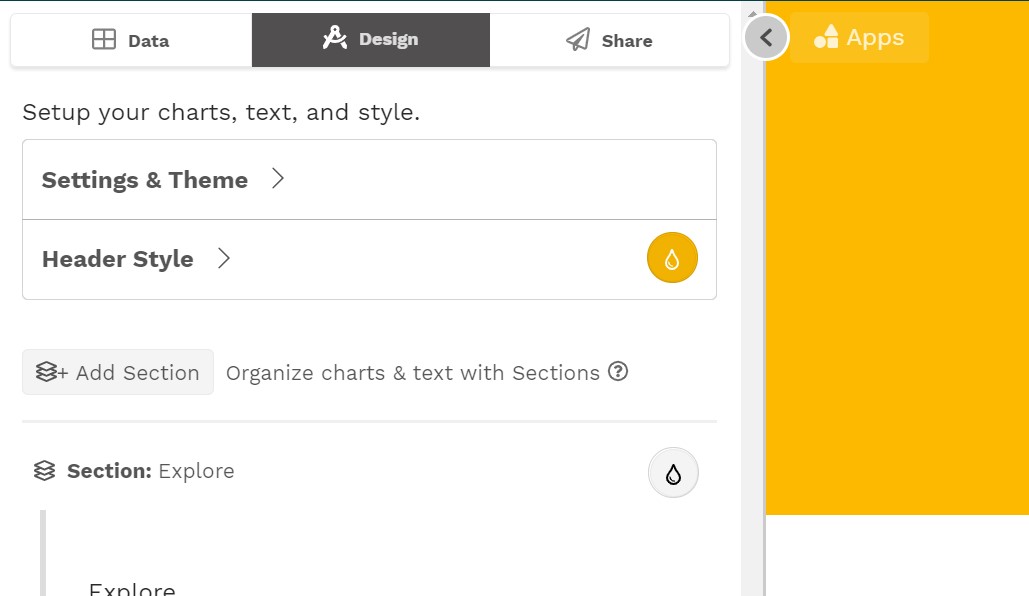 Data
Design
Share
Apps
Setup your charts, text, and style.
Settings & Theme
Header Style
+ Add Section
Organize charts & text with Sections ?
Section: Explore
Explore